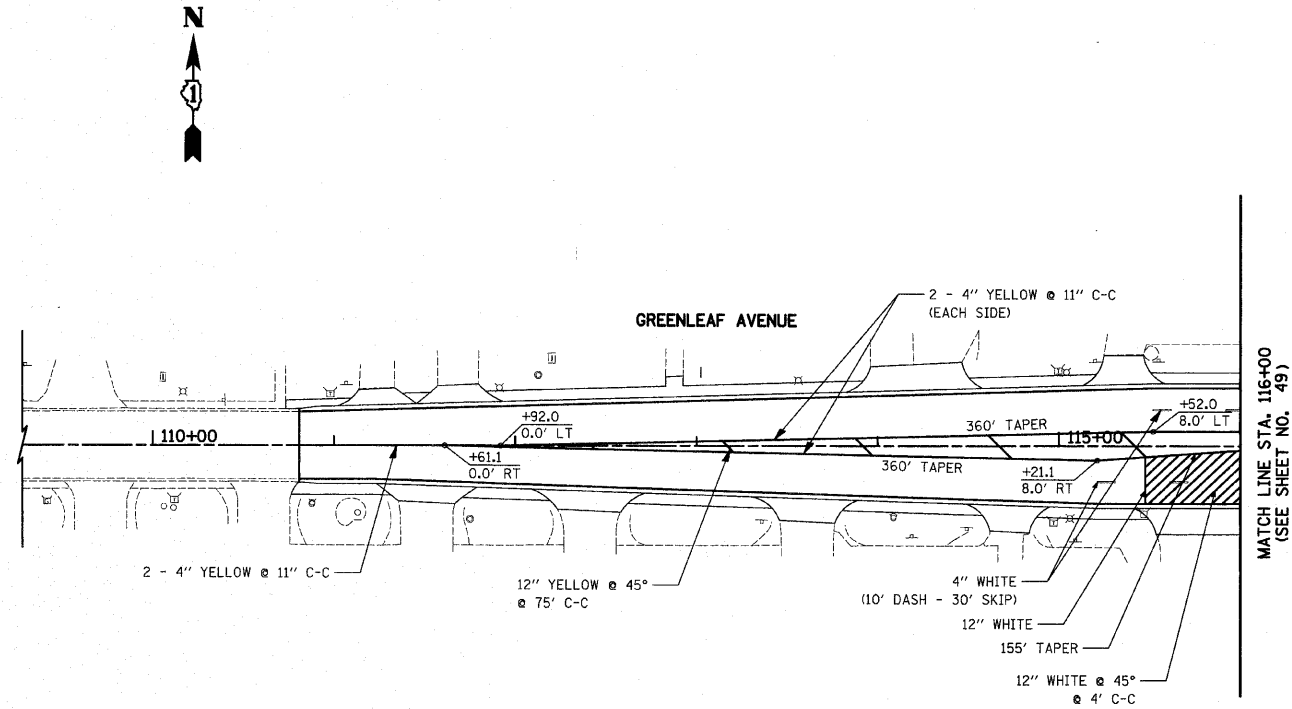 N
1
2 - 4" YELLOW @ 11" C-C
(EACH SIDE)
GREENLEAF AVENUE
MATCH LINE STA. 116+00
(SEE SHEET NO. 49)
+92.0
0.0' LT
360' TAPER
+52.0
8.0' LT
110+00
115+00
+61.1
0.0' RT
360' TAPER
+21.1
8.0' RT
2 - 4" YELLOW @ 11" C-C
12" YELLOW @ 45°
@ 75' C-C
4" WHITE
(10' DASH - 30' SKIP)
12" WHITE
155' TAPER
12" WHITE @ 45°
@ 4' C-C